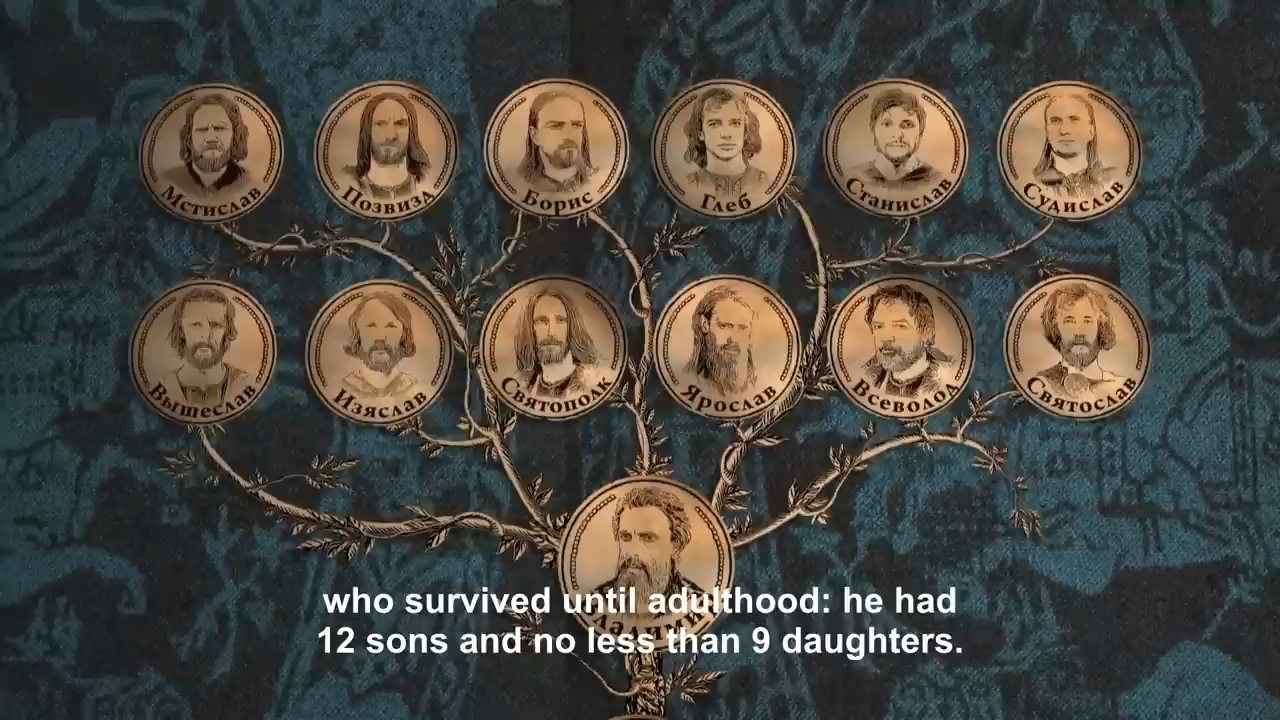 Мстислав
Позвизд
Борис
Глеб
Станислав
Судислав
Вышеслав
Изяслав
Святополк
Ярослав
Всеволод
Святослав
who survived until adulthood: he had
12 sons and no less than 9 daughters.